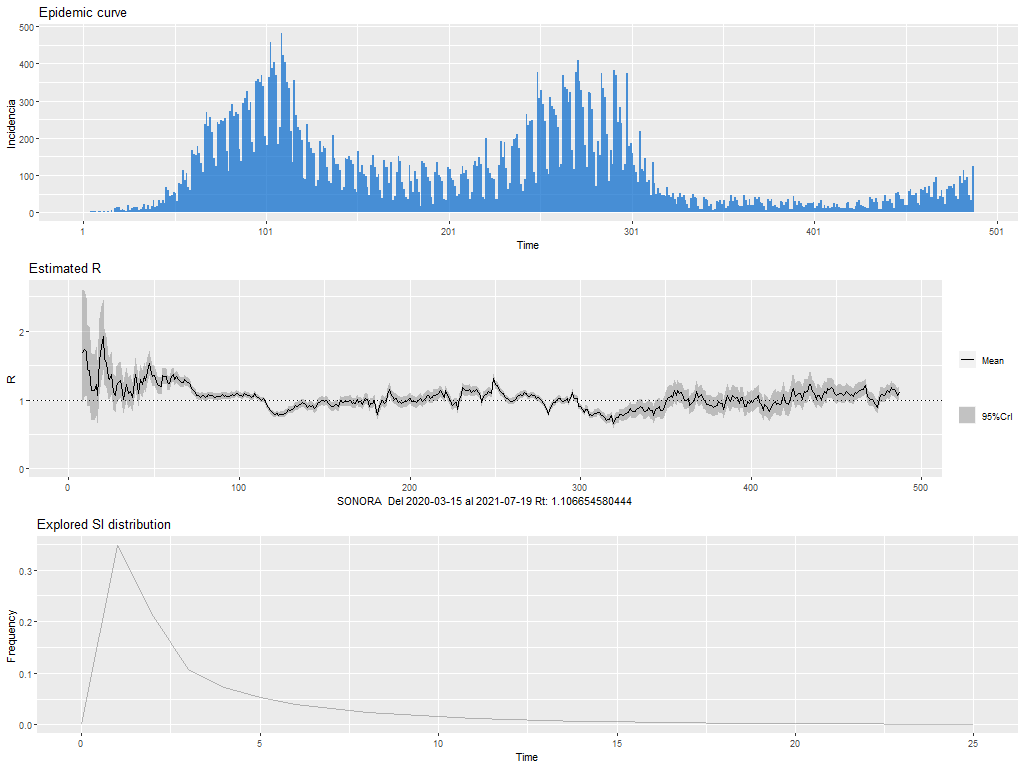 Epidemic curve
500
400
300
200
100
0
Incidencia
1 101 201 301 401 501
Time
Estimated R
2
1
0
R
Mean
95%CrI
0 100 200 300 400 500
SONORA Del 2020-03-15 al 2021-07-19 Rt: 1.106654580444
Explored SI distribution
0.3
0.2
0.1
0.0
Frequency
0 5 10 15 20 25
Time